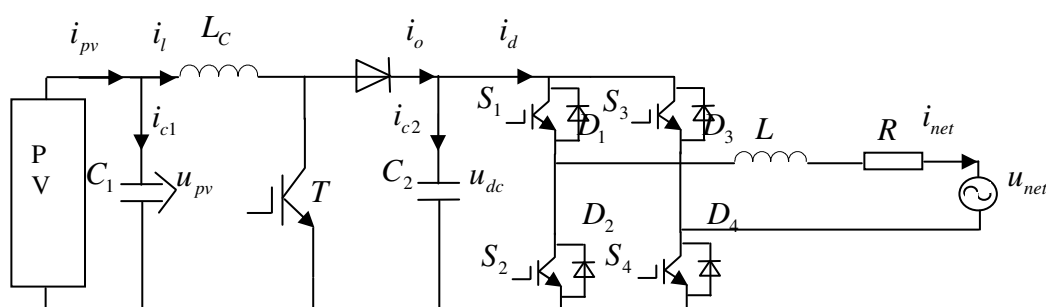 i_pv i_l L_C i_o i_d
S_1 S_3
i_c1 i_c2 D_1 D_3 L R i_net
P
V
C_1 u_pv T C_2 u_dc u_net
D_2 D_4
S_2 S_4